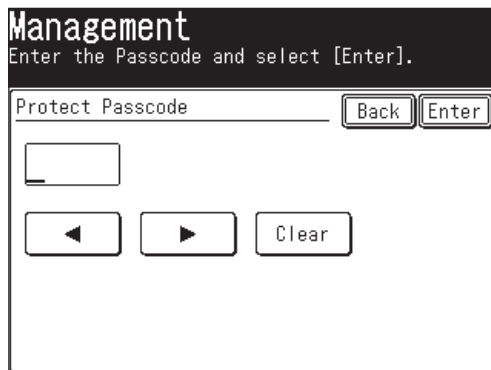 Management
Enter the Passcode and select [Enter].
Protect Passcode
Back
Enter
Clear